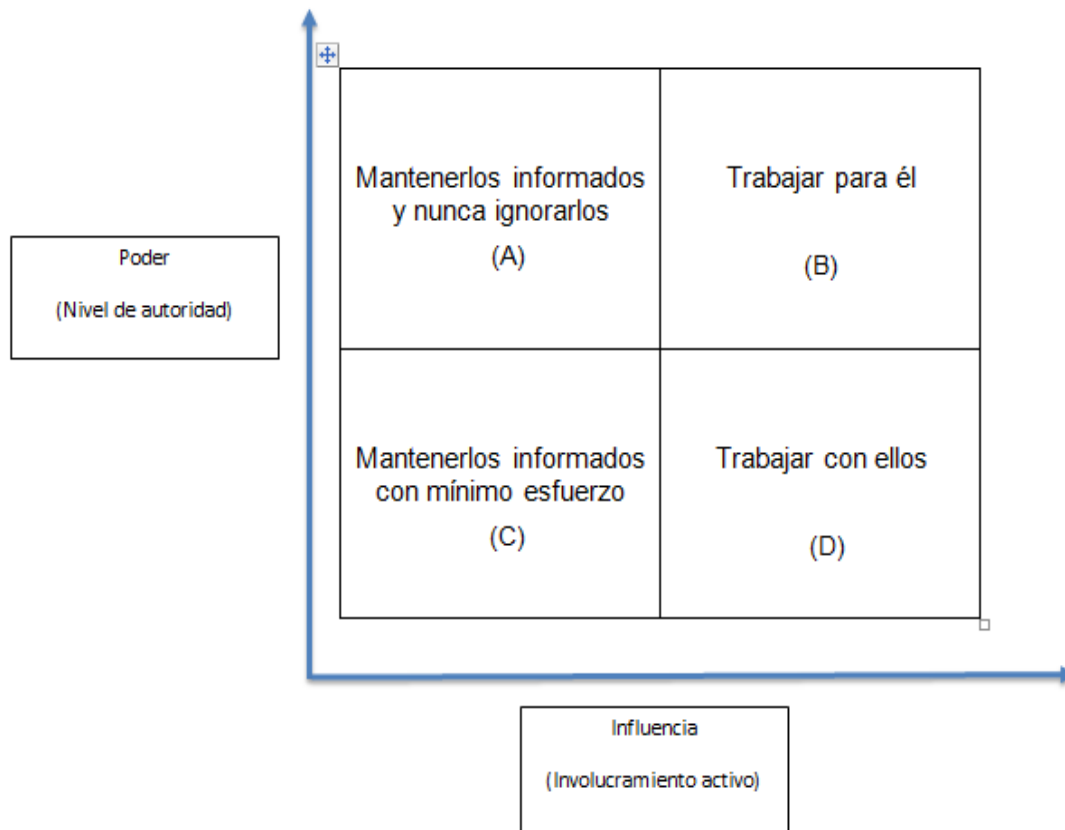 Mantenerlos informados
y nunca ignorarlos
(A)
Trabajar para él
(B)
Poder
(Nivel de autoridad)
Mantenerlos informados
con mínimo esfuerzo
(C)
Trabajar con ellos
(D)
Influencia
(Involucramiento activo)